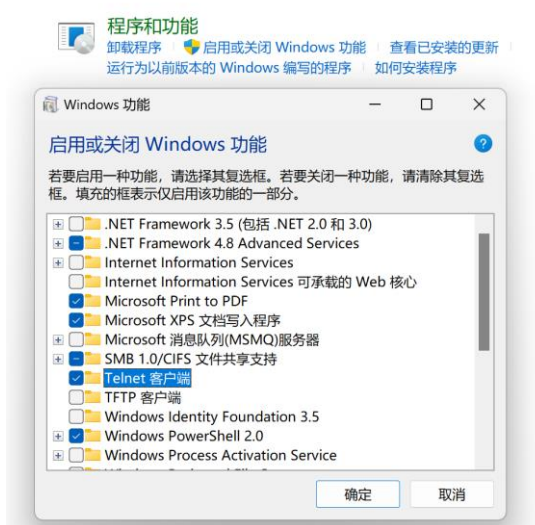 程序和功能
卸载程序 启用或关闭 Windows 功能 查看已安装的更新
运行为以前版本的 Windows 编写的程序 如何安装程序
Windows 功能
启用或关闭 Windows 功能
若要启用一种功能，请选择其复选框。若要关闭一种功能，请清除其复选
框。填充的框表示仅启用该功能的一部分。
.NET Framework 3.5 (包括 .NET 2.0 和 3.0)
.NET Framework 4.8 Advanced Services
Internet Information Services
Internet Information Services 可承载的 Web 核心
Microsoft Print to PDF
Microsoft XPS 文档写入程序
Microsoft 消息队列(MSMQ)服务器
SMB 1.0/CIFS 文件共享支持
Telnet 客户端
TFTP 客户端
Windows Identity Foundation 3.5
Windows PowerShell 2.0
Windows Process Activation Service
确定 取消